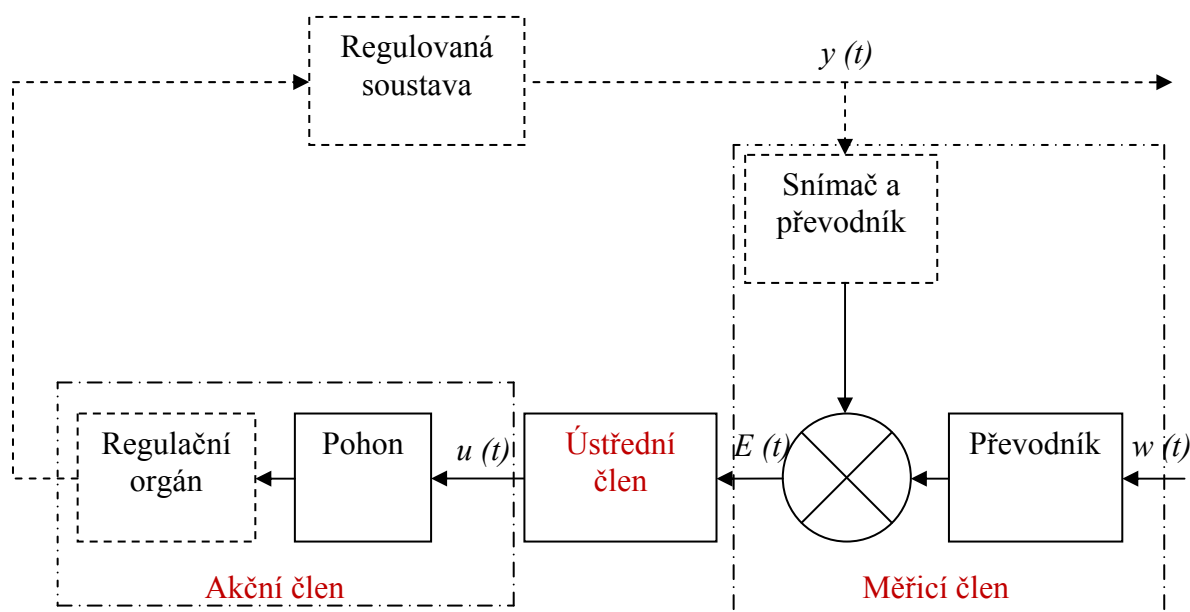 Regulovaná
soustava
y (t)
Snímač a
převodník
Regulační
orgán
Pohon
u (t)
Ústřední
člen
E (t)
Převodník
w (t)
Akční člen
Měřicí člen